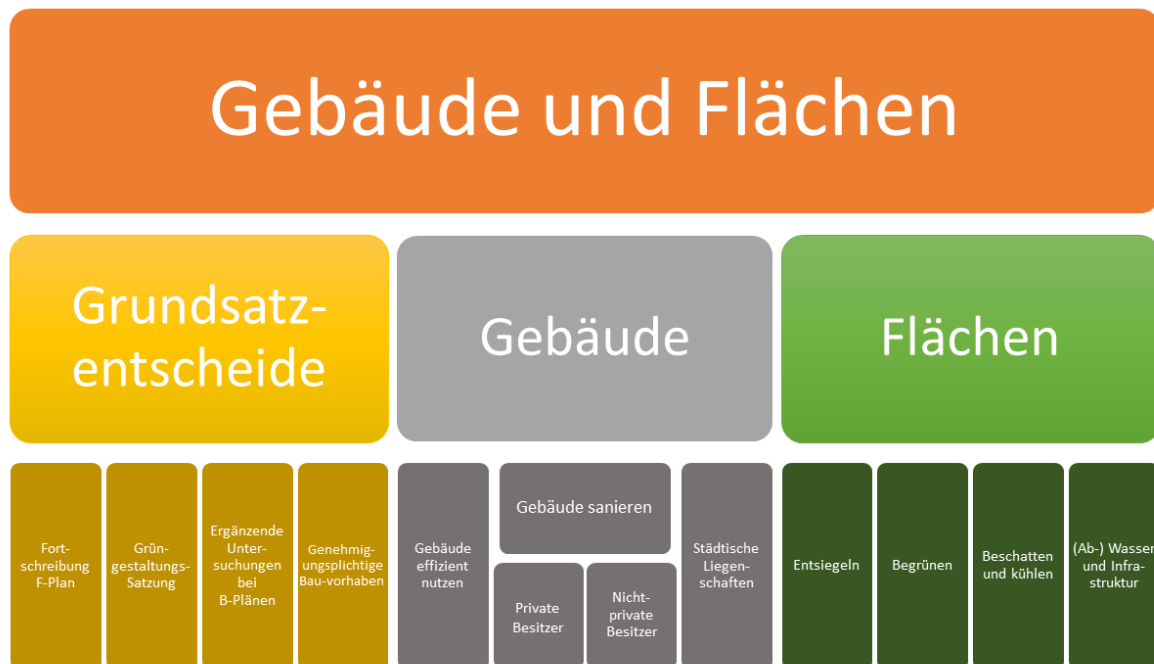 Gebäude und Flächen
Grundsatz-
entscheide
Gebäude
Flächen
Fort-
schreibung
F-Plan
Grün-
gestaltungs-
Satzung
Ergänzende
Unter-
suchungen
bei
B-Plänen
Genehmig-
ungsplichtige
Bau-vorhaben
Gebäude
effizient
nutzen
Gebäude sanieren
Private
Besitzer
Nicht-
private
Besitzer
Städtische
Liegen-
schaften
Entsiegeln
Begrünen
Beschatten
und kühlen
(Ab-) Wasser
und Infra-
struktur